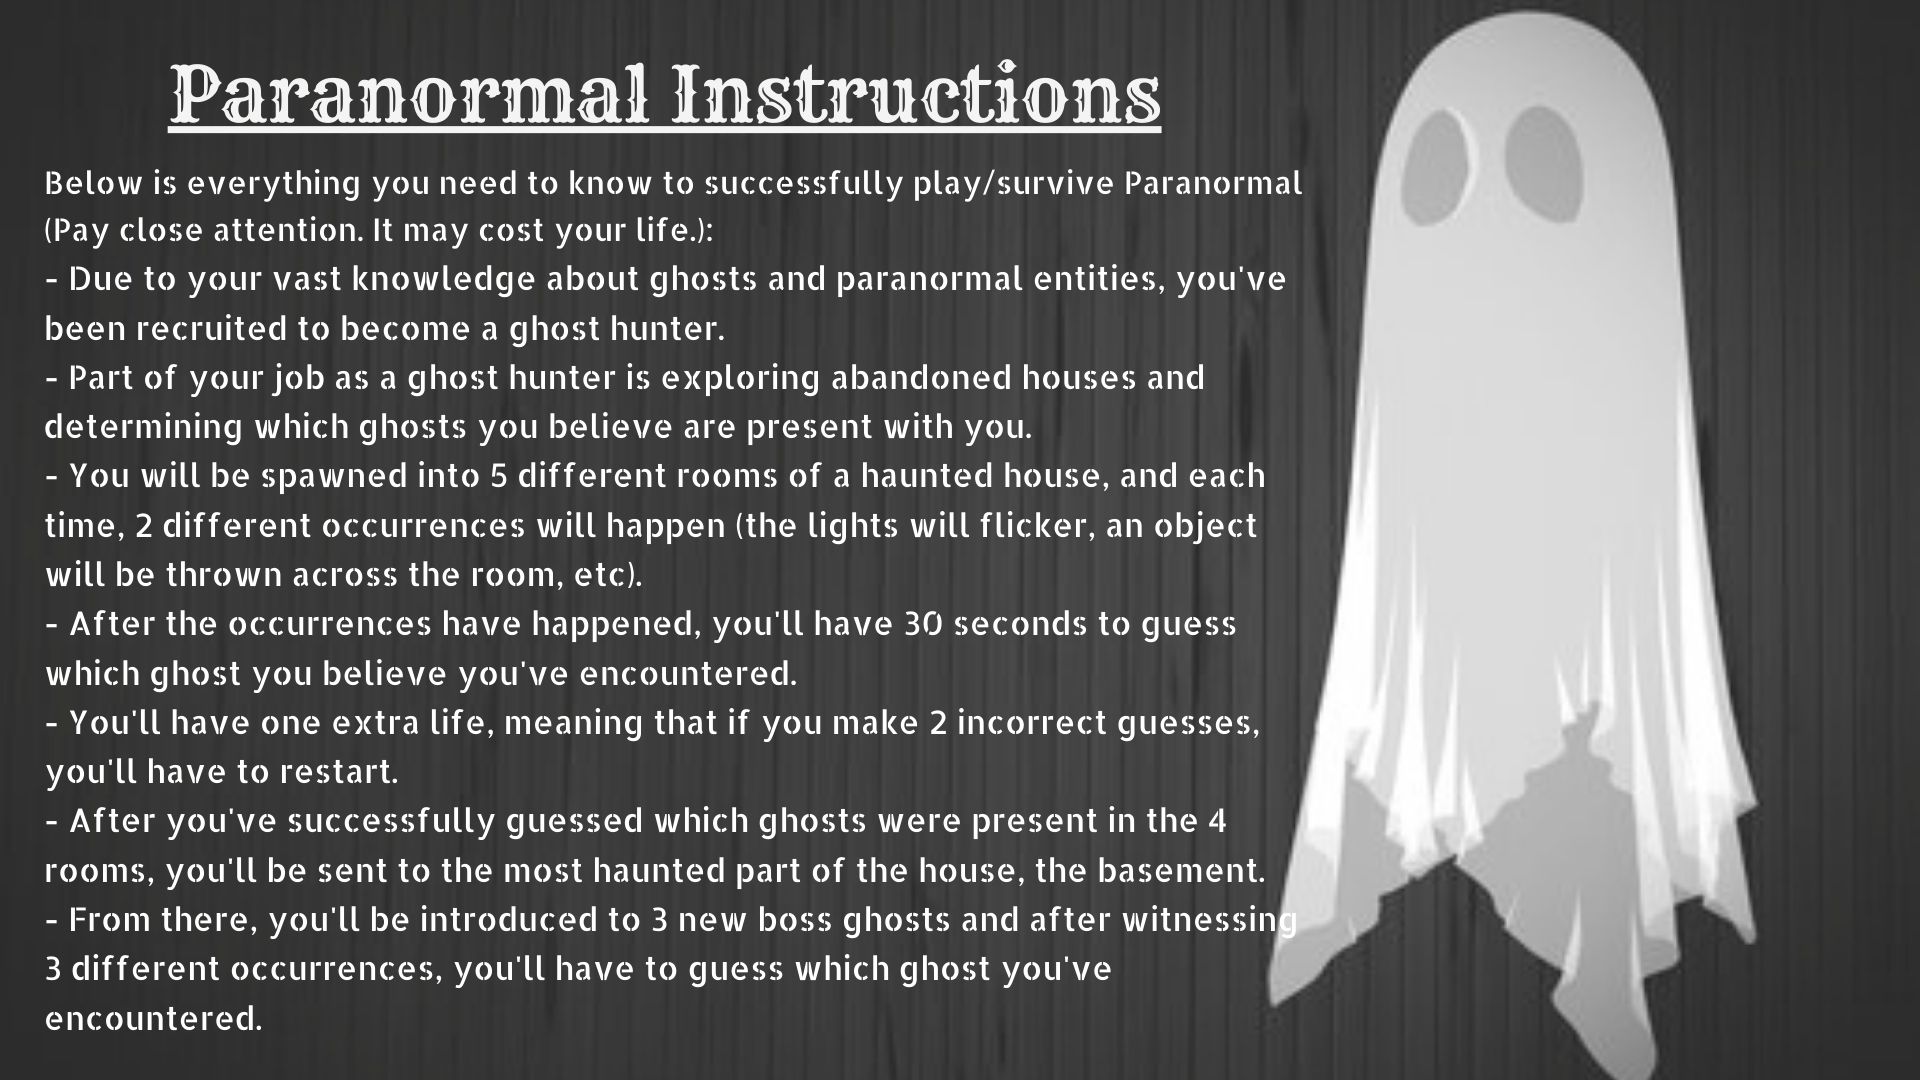 Paranormal Instructions
Below is everything you need to know to successfully play/survive Paranormal
(Pay close attention. It may cost your life.):
- Due to your vast knowledge about ghosts and paranormal entities, you've
been recruited to become a ghost hunter.
- Part of your job as a ghost hunter is exploring abandoned houses and
determining which ghosts you believe are present with you.
- You will be spawned into 5 different rooms of a haunted house, and each
time, 2 different occurrences will happen (the lights will flicker, an object
will be thrown across the room, etc).
- After the occurrences have happened, you'll have 30 seconds to guess
which ghost you believe you've encountered.
- You'll have one extra life, meaning that if you make 2 incorrect guesses,
you'll have to restart.
- After you've successfully guessed which ghosts were present in the 4
rooms, you'll be sent to the most haunted part of the house, the basement.
- From there, you'll be introduced to 3 new boss ghosts and after witnessing
3 different occurrences, you'll have to guess which ghost you've
encountered.